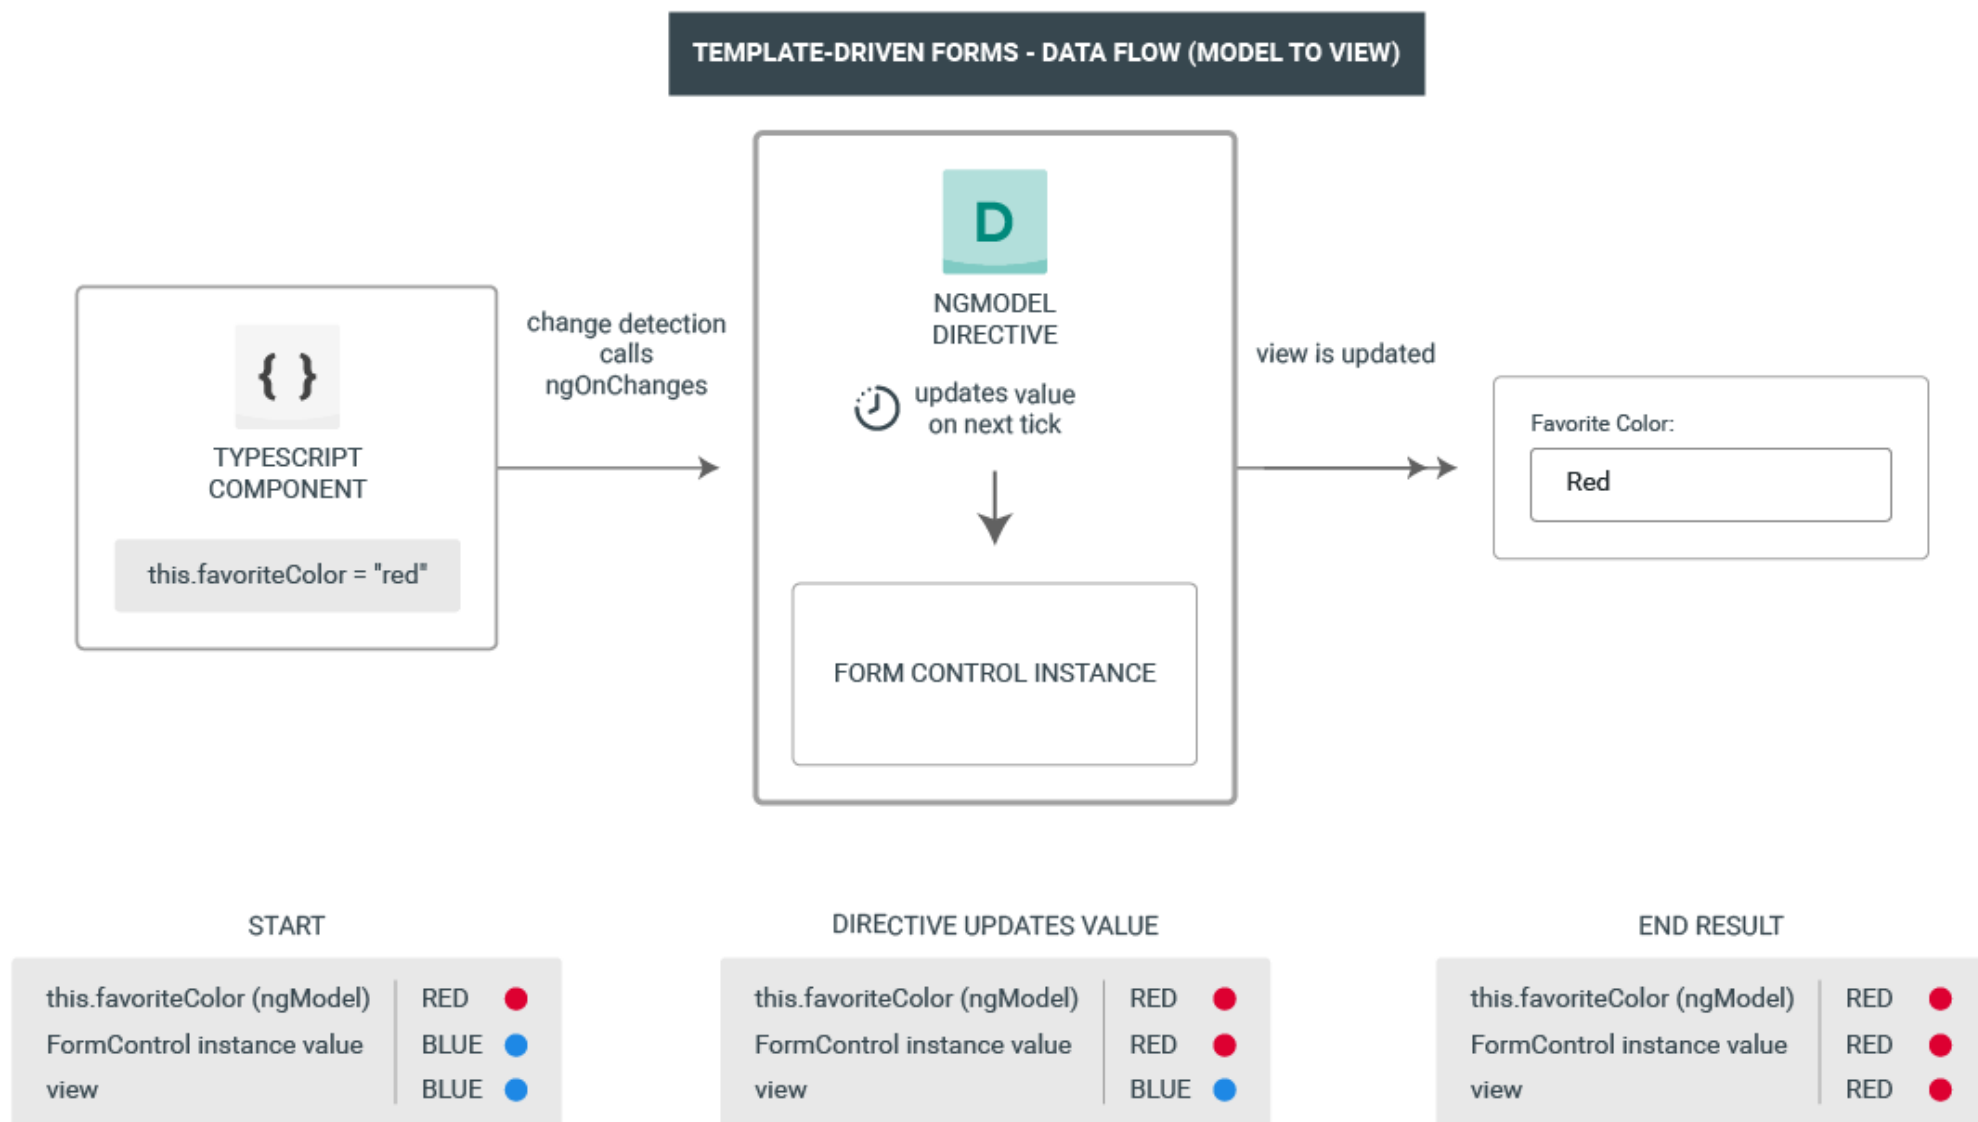 TEMPLATE-DRIVEN FORMS - DATA FLOW (MODEL TO VIEW)
{ }
TYPESCRIPT
COMPONENT
this.favoriteColor = "red"
change detection
calls
ngOnChanges
D
NGMODEL
DIRECTIVE
updates value
on next tick
FORM CONTROL INSTANCE
view is updated
Favorite Color:
Red
START
this.favoriteColor (ngModel) RED
FormControl instance value BLUE
view BLUE
DIRECTIVE UPDATES VALUE
this.favoriteColor (ngModel) RED
FormControl instance value RED
view BLUE
END RESULT
this.favoriteColor (ngModel) RED
FormControl instance value RED
view RED